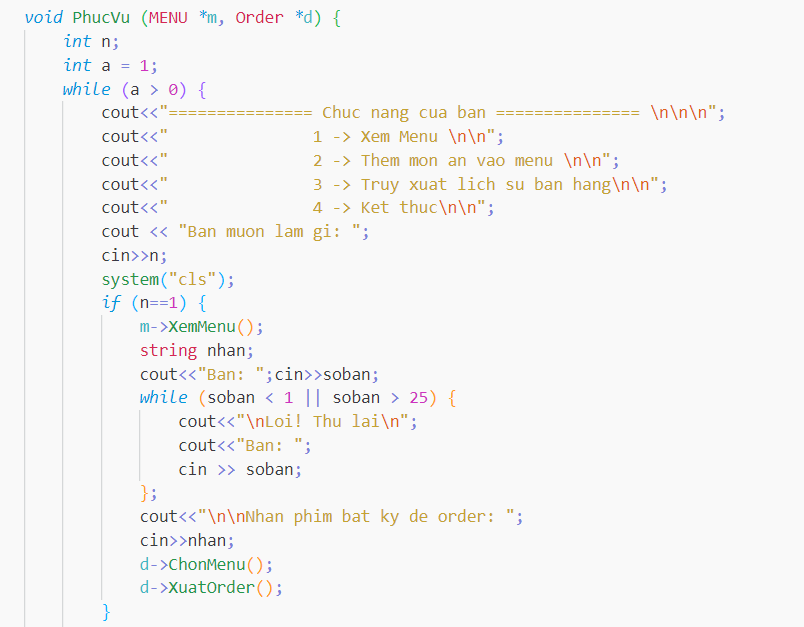 void PhucVu (MENU *m, Order *d) {
    int n;
    int a = 1;
    while (a > 0) {
        cout<<"=============== Chuc nang cua ban =============== \n\n\n";
        cout<<"               1 -> Xem Menu \n\n";
        cout<<"               2 -> Them mon an vao menu \n\n";
        cout<<"               3 -> Truy xuat lich su ban hang\n\n";
        cout<<"               4 -> Ket thuc\n\n";
        cout << "Ban muon lam gi: ";
        cin>>n;
        system("cls");
        if (n==1) {
            m->XemMenu();
            string nhan;
            cout<<"Ban: ";cin>>soban;
            while (soban < 1 || soban > 25) {
                cout<<"\nLoi! Thu lai\n";
                cout<<"Ban: ";
                cin >> soban;
            };
            cout<<"\n\nNhan phim bat ky de order: ";
            cin>>nhan;
            d->ChonMenu();
            d->XuatOrder();
        }